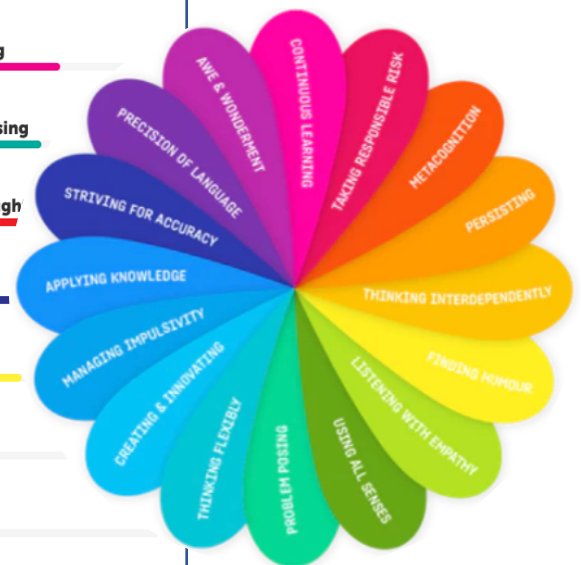 g
sing
gh
CONTINUOUS LEARNING
TAKING RESPONSIBLE RISK
METACOGNITION
PERSISTING
THINKING INTERDEPENDENTLY
FINDING HUMOUR
LISTENING WITH EMPATHY
USING ALL SENSES
PROBLEM POSING
THINKING FLEXIBLY
CREATING & INNOVATING
MANAGING IMPULSIVITY
APPLYING KNOWLEDGE
STRIVING FOR ACCURACY
PRECISION OF LANGUAGE
AWE & WONDERMENT